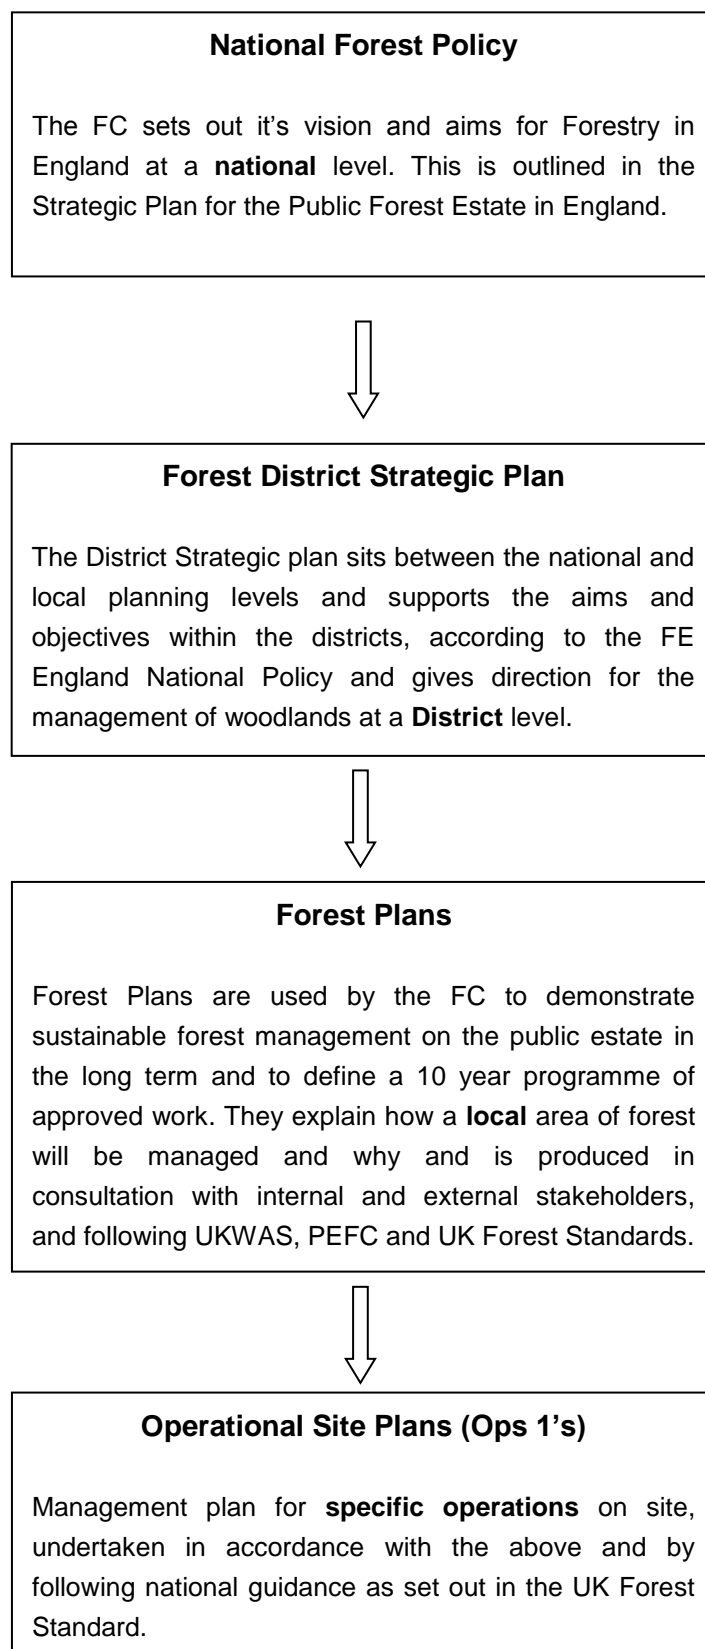 National Forest Policy
The FC sets out it's vision and aims for Forestry in
England at a national level. This is outlined in the
Strategic Plan for the Public Forest Estate in England.
Forest District Strategic Plan
The District Strategic plan sits between the national and
local planning levels and supports the aims and
objectives within the districts, according to the FE
England National Policy and gives direction for the
management of woodlands at a District level.
Forest Plans
Forest Plans are used by the FC to demonstrate
sustainable forest management on the public estate in
the long term and to define a 10 year programme of
approved work. They explain how a local area of forest
will be managed and why and is produced in
consultation with internal and external stakeholders,
and following UKWAS, PEFC and UK Forest Standards.
Operational Site Plans (Ops 1's)
Management plan for specific operations on site,
undertaken in accordance with the above and by
following national guidance as set out in the UK Forest
Standard.